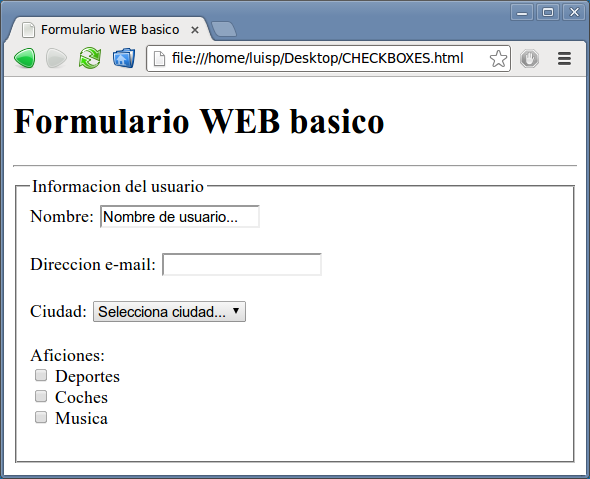 Formulario WEB basico
file:///home/luisp/Desktop/CHECKBOXES.html
Formulario WEB basico
Informacion del usuario
Nombre: Nombre de usuario...
Direccion e-mail:
Ciudad: Selecciona ciudad...
Aficiones:
Deportes
Coches
Musica